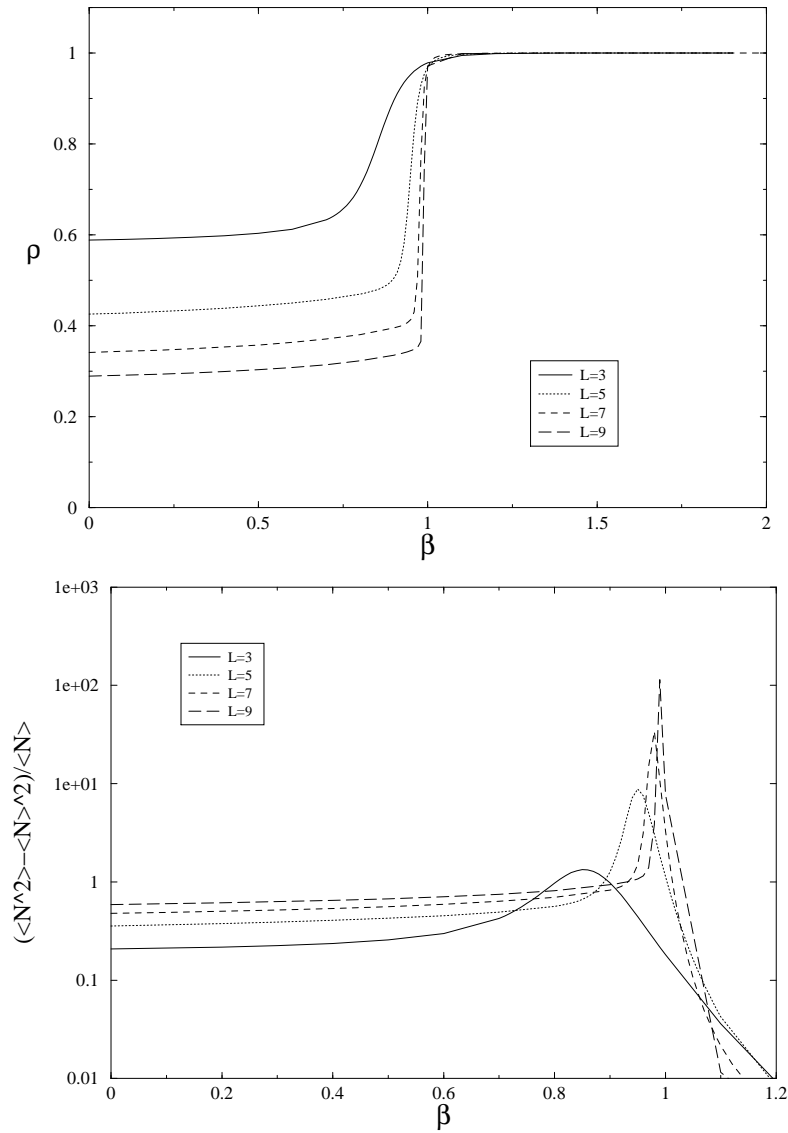 1
0.8
0.6
ρ
0.4
0.2
0
L=3
L=5
L=7
L=9
0 0.5 1 1.5 2
β
1e+03
1e+02
1e+01
1
0.1
0.01
(<N^2>−<N>^2)/<N>
L=3
L=5
L=7
L=9
0 0.2 0.4 0.6 0.8 1 1.2
β